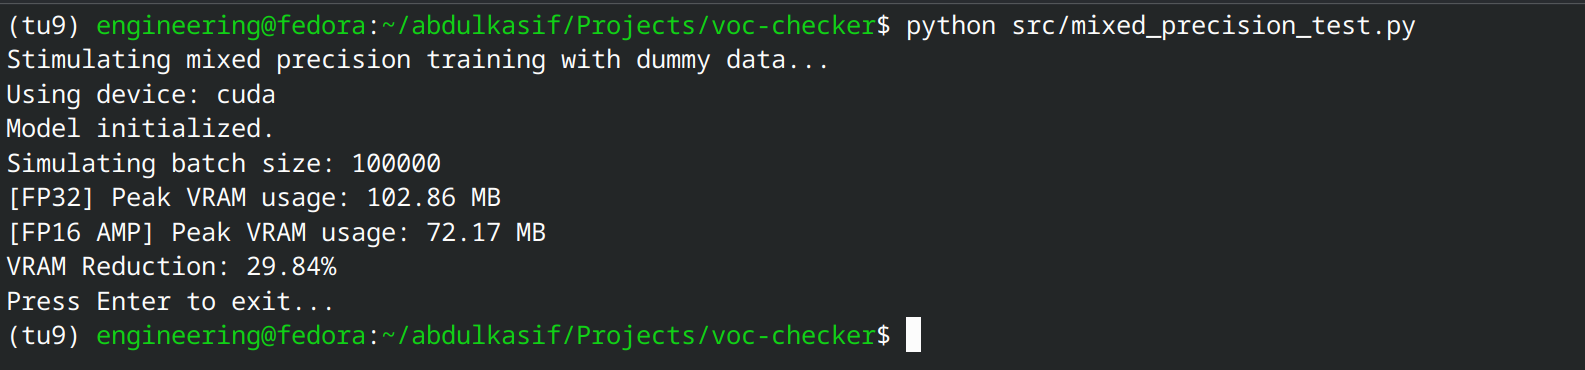 (tu9) engineering@fedora:~/abdulkasif/Projects/voc-checker$ python src/mixed_precision_test.py
Stimulating mixed precision training with dummy data...
Using device: cuda
Model initialized.
Simulating batch size: 100000
[FP32] Peak VRAM usage: 102.86 MB
[FP16 AMP] Peak VRAM usage: 72.17 MB
VRAM Reduction: 29.84%
Press Enter to exit...
(tu9) engineering@fedora:~/abdulkasif/Projects/voc-checker$